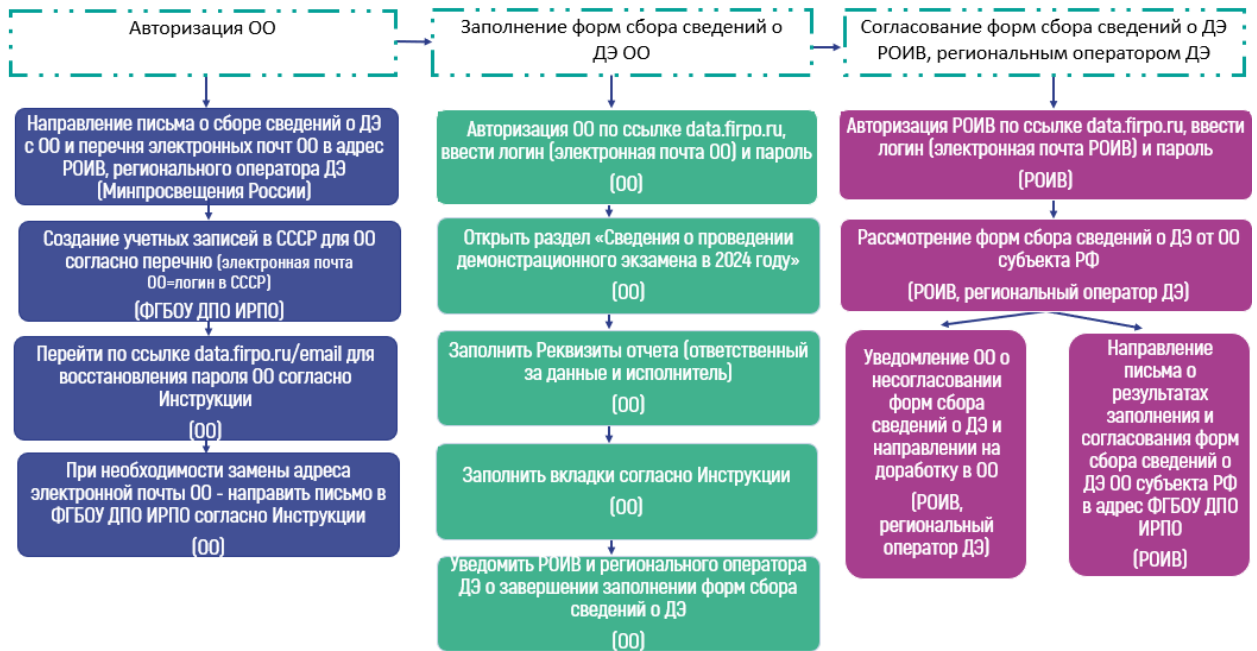 Авторизация ОО
Заполнение форм сбора сведений о
ДЭ ОО
Согласование форм сбора сведений о ДЭ
РОИВ, региональным оператором ДЭ
Направление письма о сборе сведений о ДЭ
с ОО и перечня электронных почт ОО в адрес
РОИВ, регионального оператора ДЭ
(Минпросвещения России)
Создание учетных записей в СССР для ОО
согласно перечню (электронная почта
ОО=логин в СССР)
(ФГБОУ ДПО ИРПО)
Перейти по ссылке data.firpo.ru/email для
восстановления пароля ОО согласно
Инструкции
(ОО)
При необходимости замены адреса
электронной почты ОО - направить письмо в
ФГБОУ ДПО ИРПО согласно Инструкции
(ОО)
Авторизация ОО по ссылке data.firpo.ru,
ввести логин (электронная почта ОО) и пароль
(ОО)
Открыть раздел «Сведения о проведении
демонстрационного экзамена в 2024 году»
(ОО)
Заполнить Реквизиты отчета (ответственный
за данные и исполнитель)
(ОО)
Заполнить вкладки согласно Инструкции
(ОО)
Уведомить РОИВ и регионального оператора
ДЭ о завершении заполнении форм сбора
сведений о ДЭ
(ОО)
Авторизация РОИВ по ссылке data.firpo.ru, ввести
логин (электронная почта РОИВ) и пароль
(РОИВ)
Рассмотрение форм сбора сведений о ДЭ от ОО
субъекта РФ
(РОИВ, региональный оператор ДЭ)
Уведомление ОО о
несогласовании
форм сбора
сведений о ДЭ и
направлении на
доработку в ОО
(РОИВ,
региональный
оператор ДЭ)
Направление
письма о
результатах
заполнения и
согласования форм
сбора сведений о
ДЭ ОО субъекта РФ
в адрес ФГБОУ ДПО
ИРПО
(РОИВ)